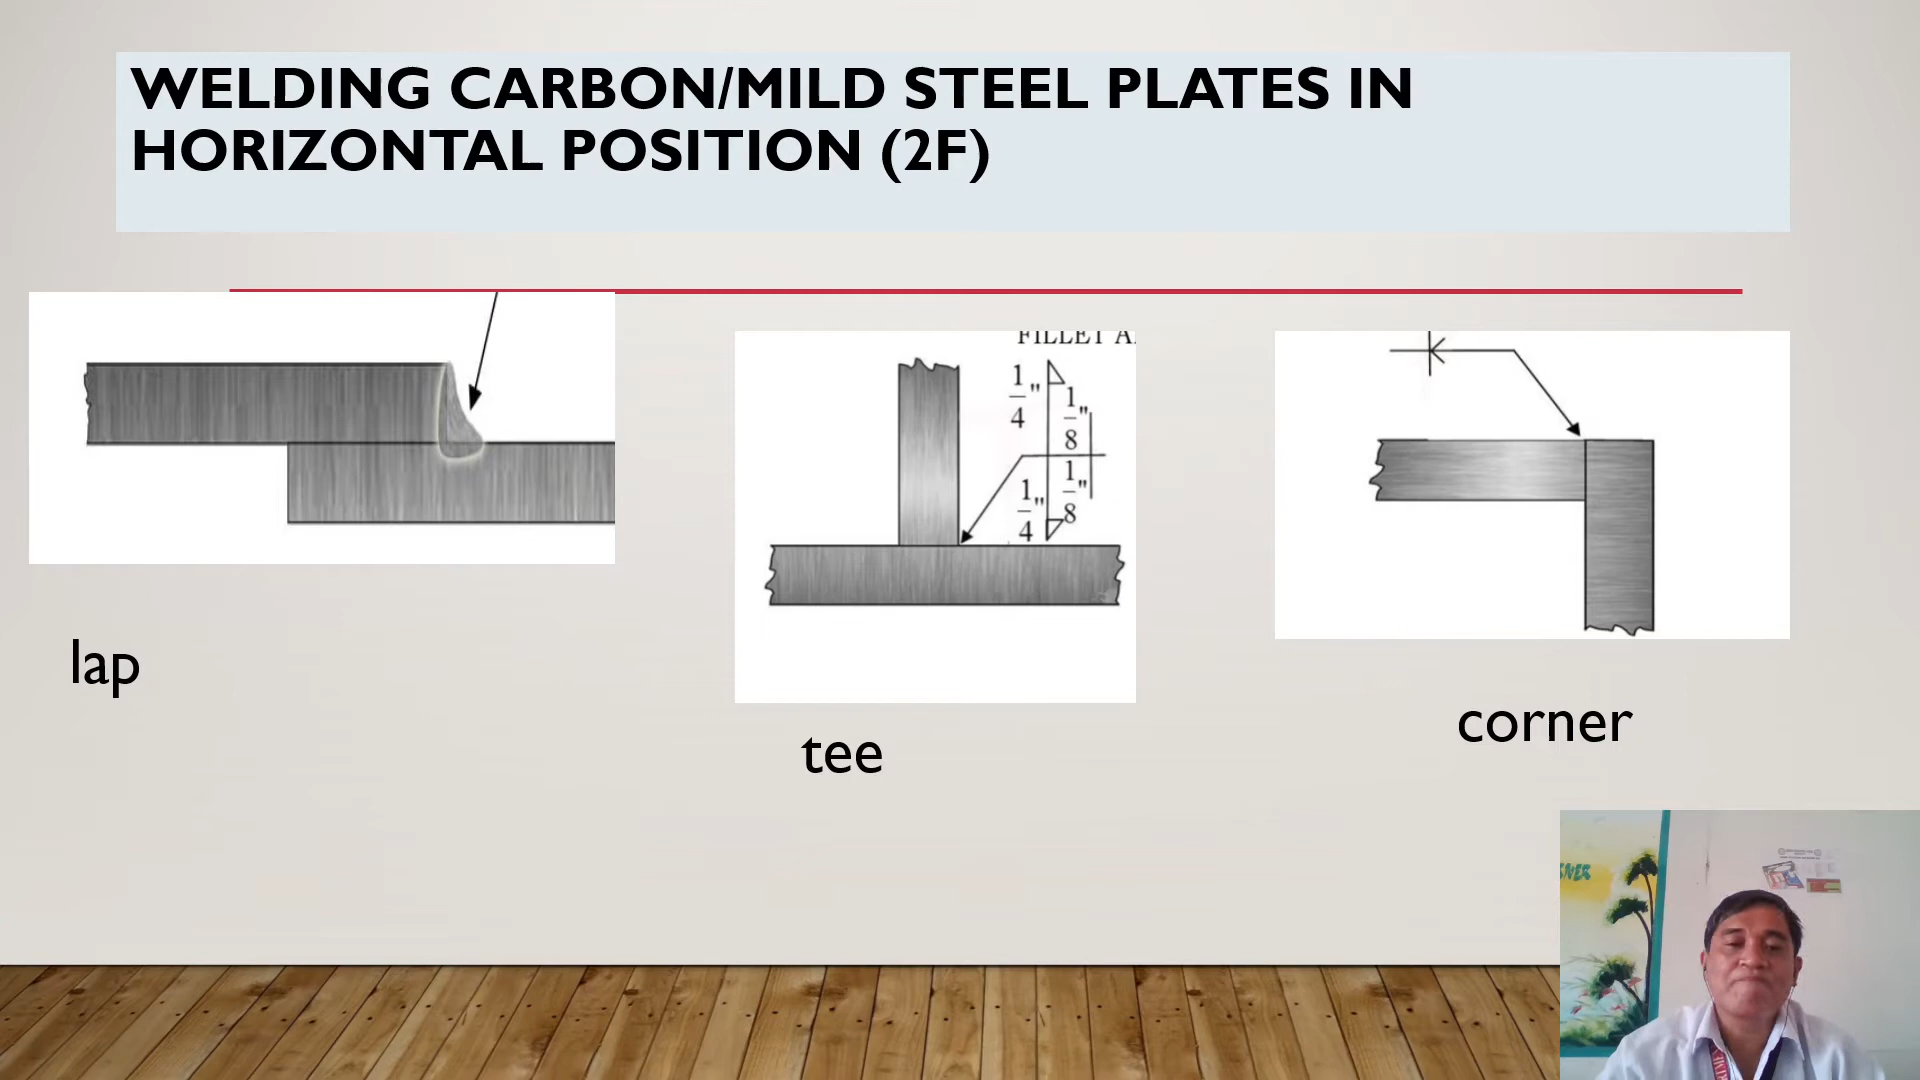 WELDING CARBON/MILD STEEL PLATES IN
HORIZONTAL POSITION (2F)
FILLET
1/4"
1/8"
1/4"
1/8"
lap
tee
corner